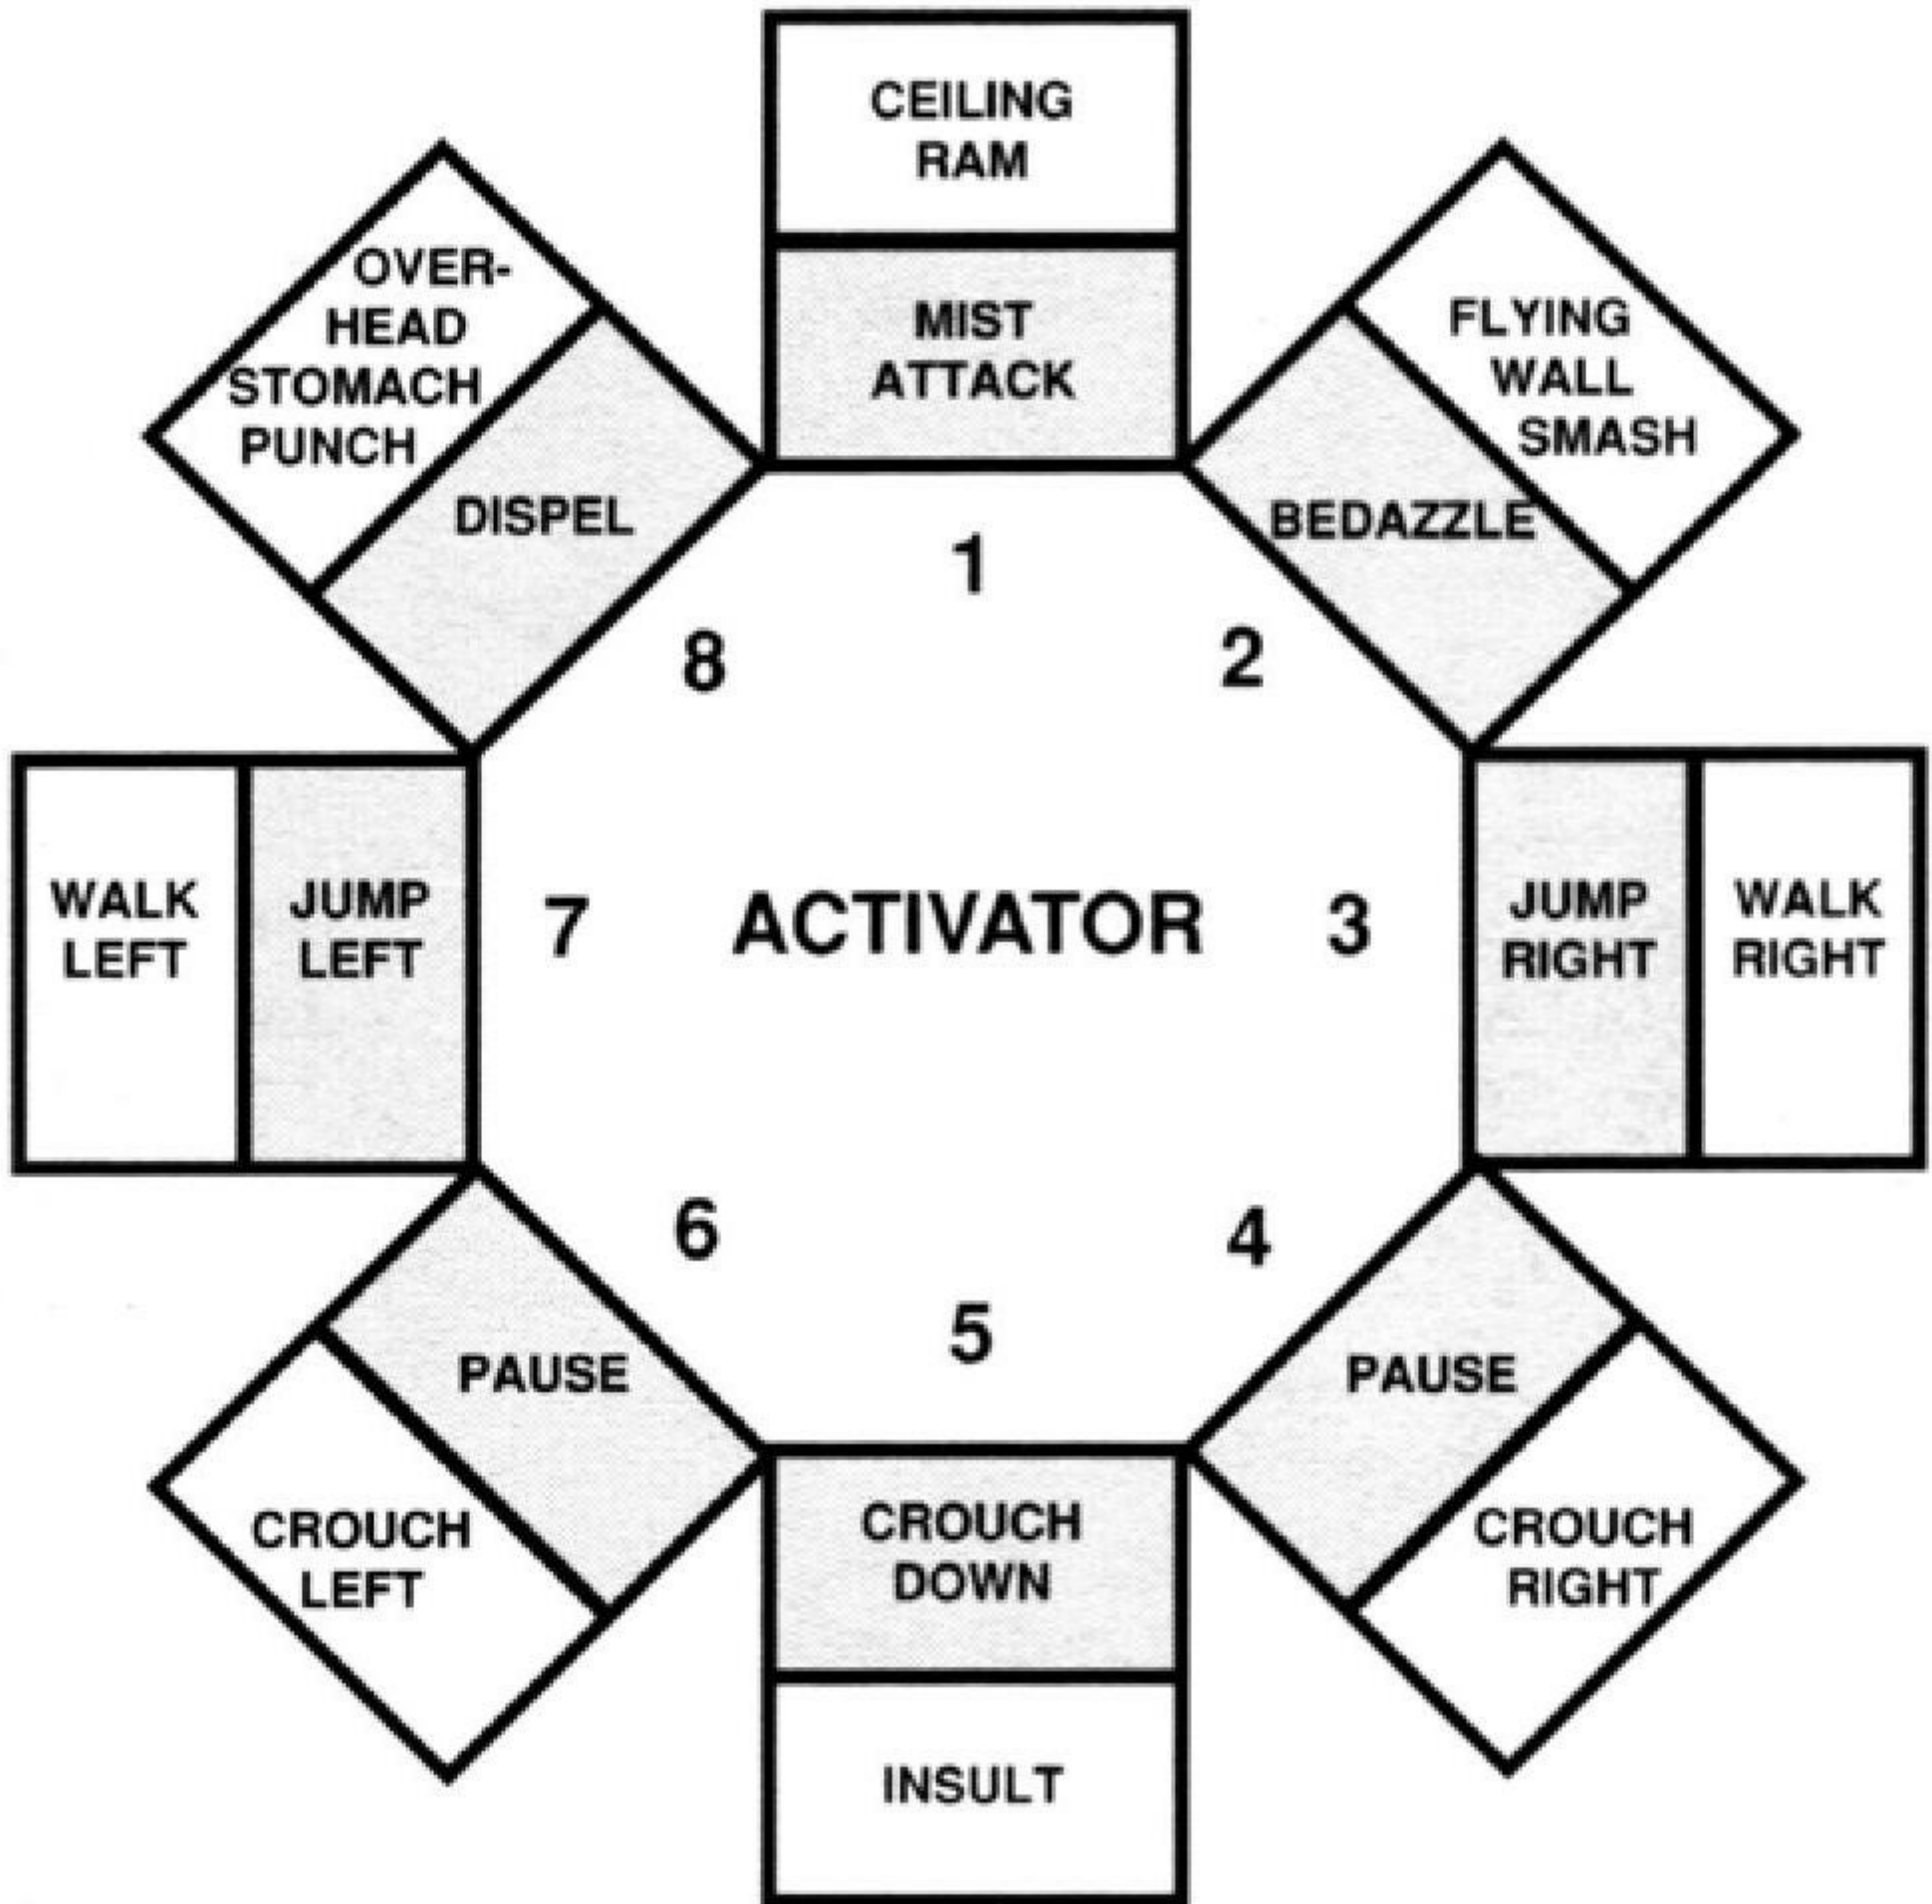 CEILING
RAM
MIST
ATTACK
1
FLYING
WALL
SMASH
BEDAZZLE
2
JUMP
RIGHT
WALK
RIGHT
3
PAUSE
CROUCH
RIGHT
4
CROUCH
DOWN
INSULT
5
PAUSE
CROUCH
LEFT
6
WALK
LEFT
JUMP
LEFT
7
OVER-
HEAD
STOMACH
PUNCH
DISPEL
8
ACTIVATOR